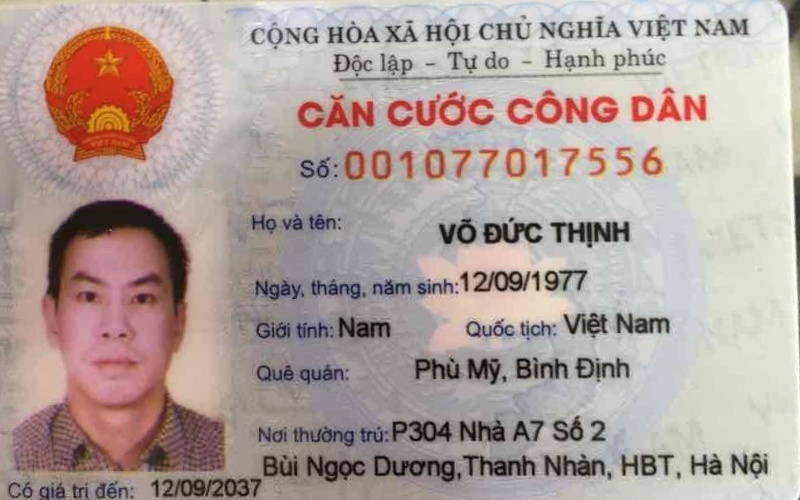 CỘNG HÒA XÃ HỘI CHỦ NGHĨA VIỆT NAM
Độc lập - Tự do - Hạnh phúc
CĂN CƯỚC CÔNG DÂN
Số: 001077017556
Họ và tên: VÕ ĐỨC THỊNH
Ngày, tháng, năm sinh: 12/09/1977
Giới tính: Nam Quốc tịch: Việt Nam
Quê quán: Phù Mỹ, Bình Định
Nơi thường trú: P304 Nhà A7 Số 2
Bùi Ngọc Dương,Thanh Nhàn, HBT, Hà Nội
Có giá trị đến: 12/09/2037